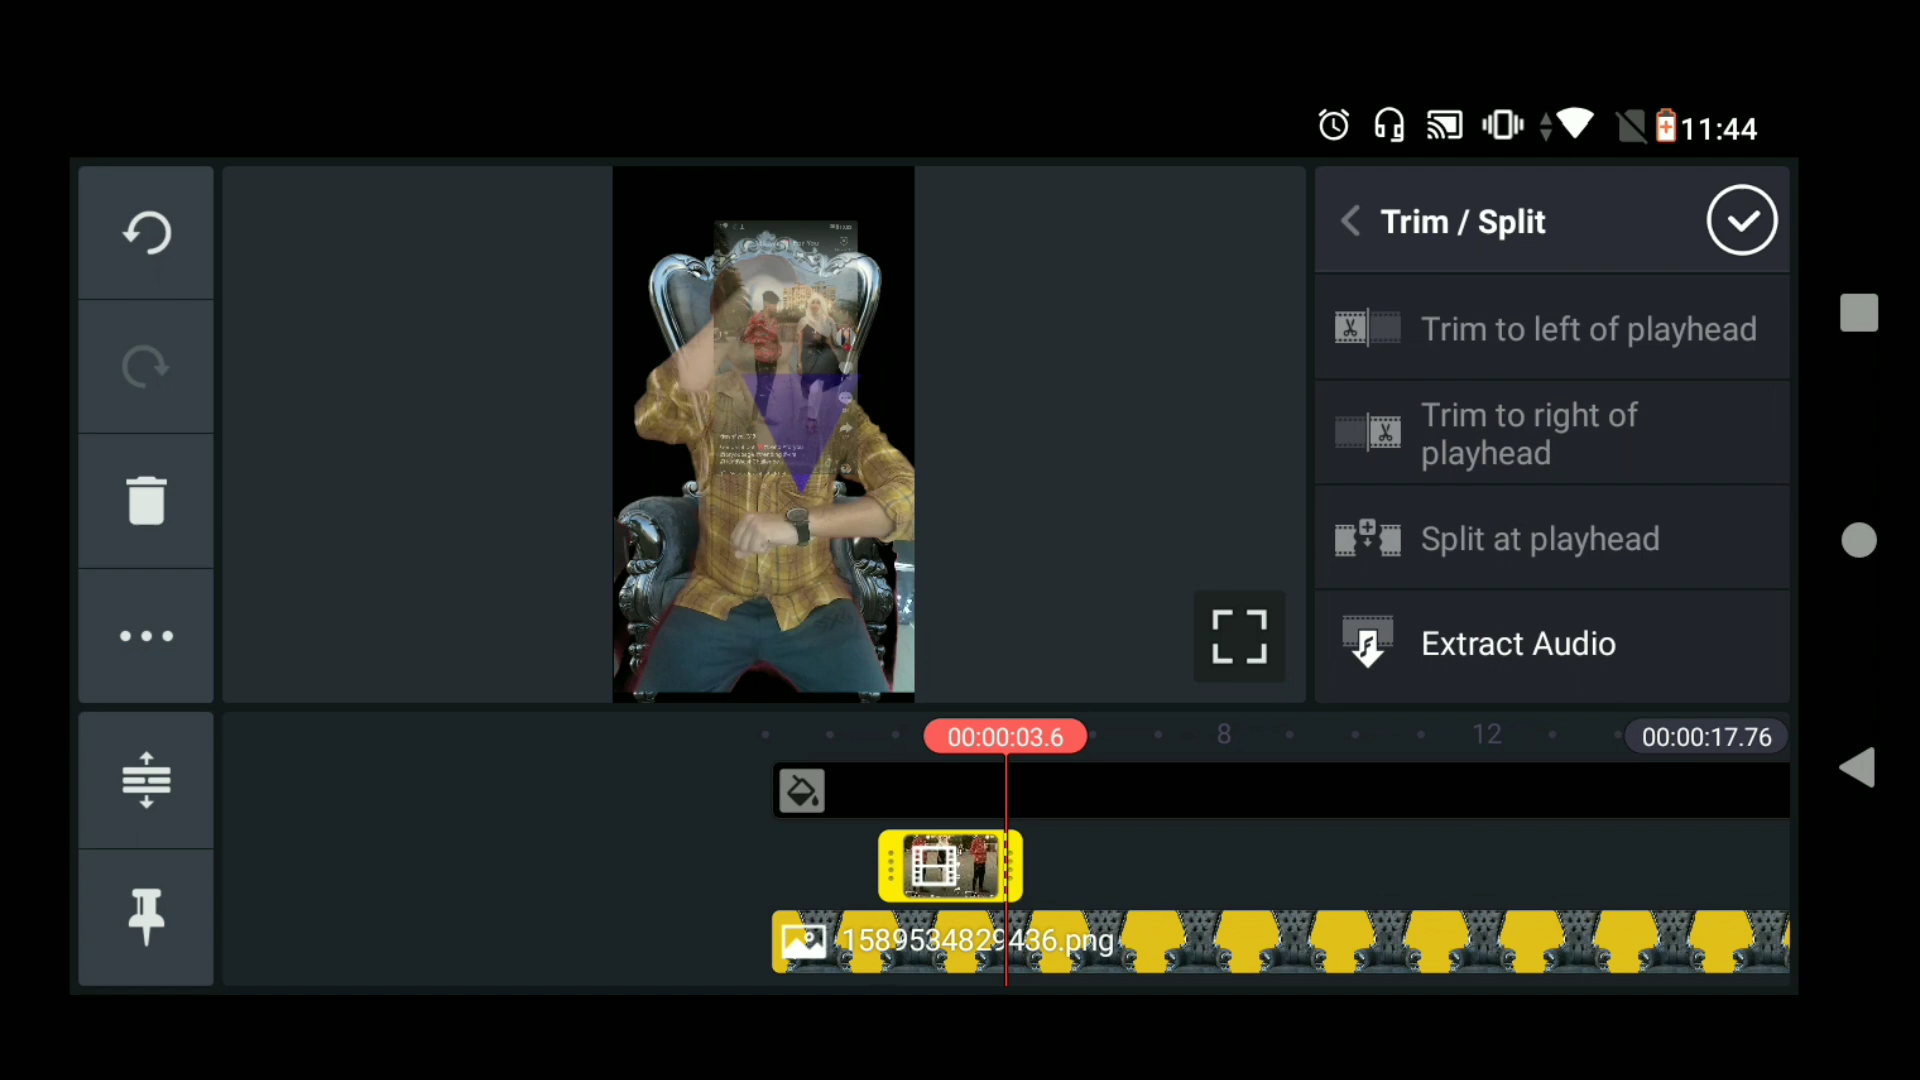 11:44
Trim / Split
Trim to left of playhead
Trim to right of
playhead
Split at playhead
Extract Audio
00:00:03.6
8
12
00:00:17.76
1589534829436.png